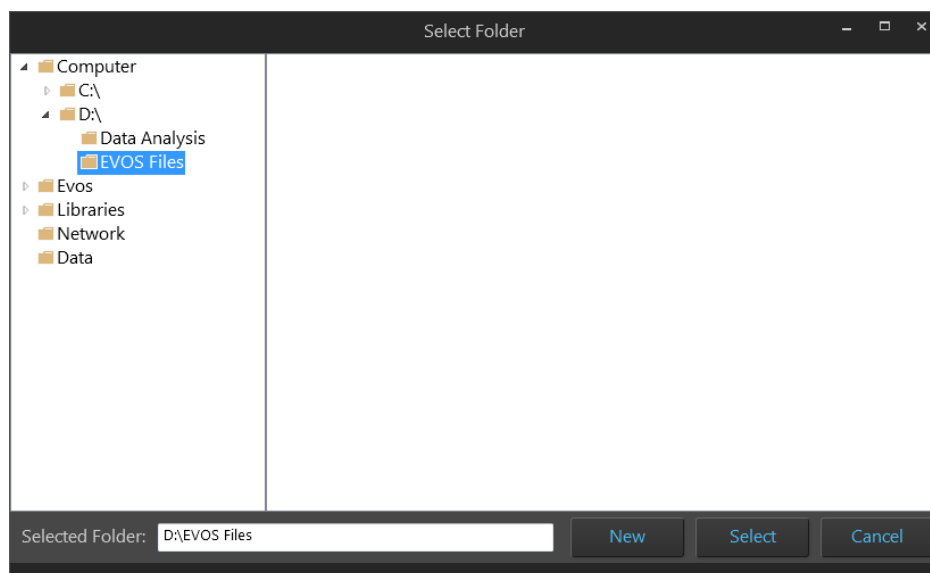 Select Folder
Computer
C:\
D:\
Data Analysis
EVOS Files
Evos
Libraries
Network
Data
Selected Folder: D:\EVOS Files New Select Cancel